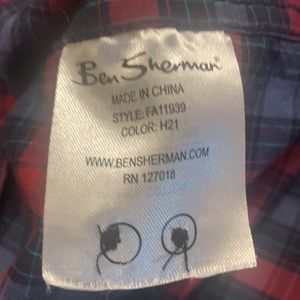 Ben Sherman®
MADE IN CHINA
STYLE: FA11939
COLOR: H21
WWW.BENSHERMAN.COM
RN 127018